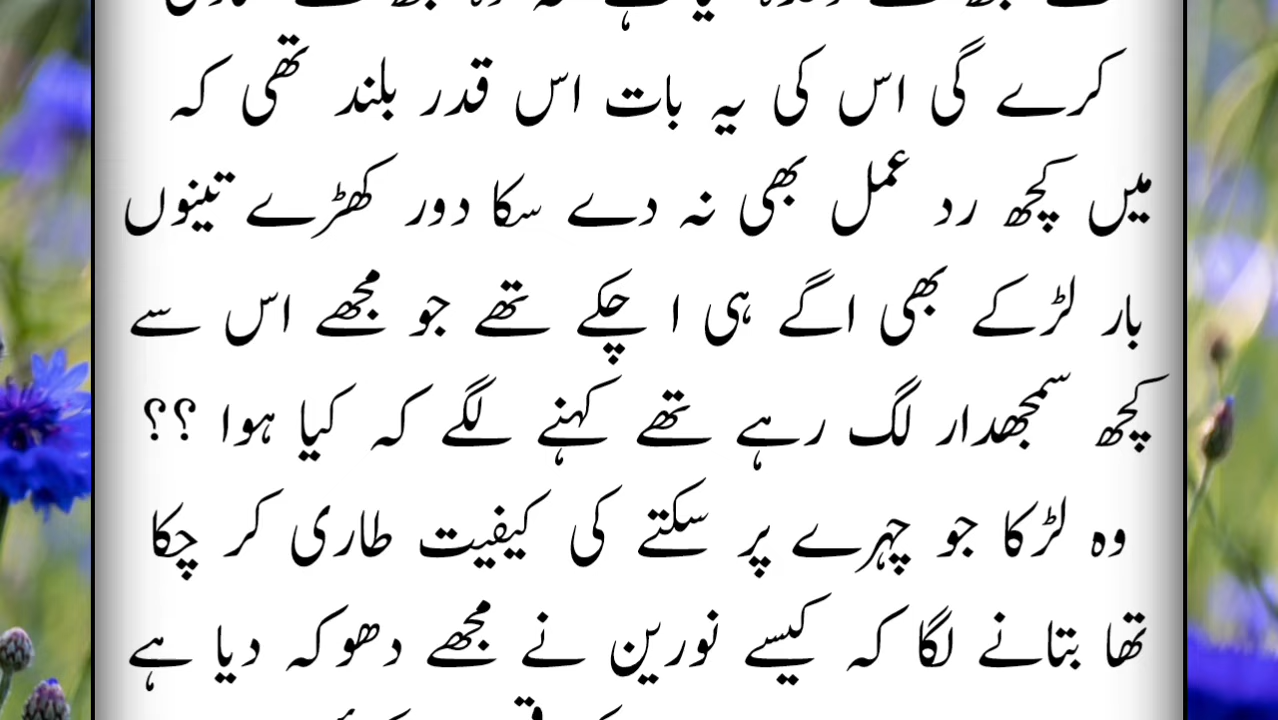 کرے گی اس کی یہ بات اس قدر بلند تھی کہ
میں کچھ رد عمل بھی نہ دے سکا دور کھڑے تینوں
بار لڑکے بھی اگے ہی ا چکے تھے جو مجھے اس سے
کچھ سمجھدار لگ رہے تھے کہنے لگے کہ کیا ہوا ؟؟
وہ لڑکا جو چہرے پر سکتے کی کیفیت طاری کر چکا
تھا بتانے لگا کہ کیسے نورین نے مجھے دھوکہ دیا ہے